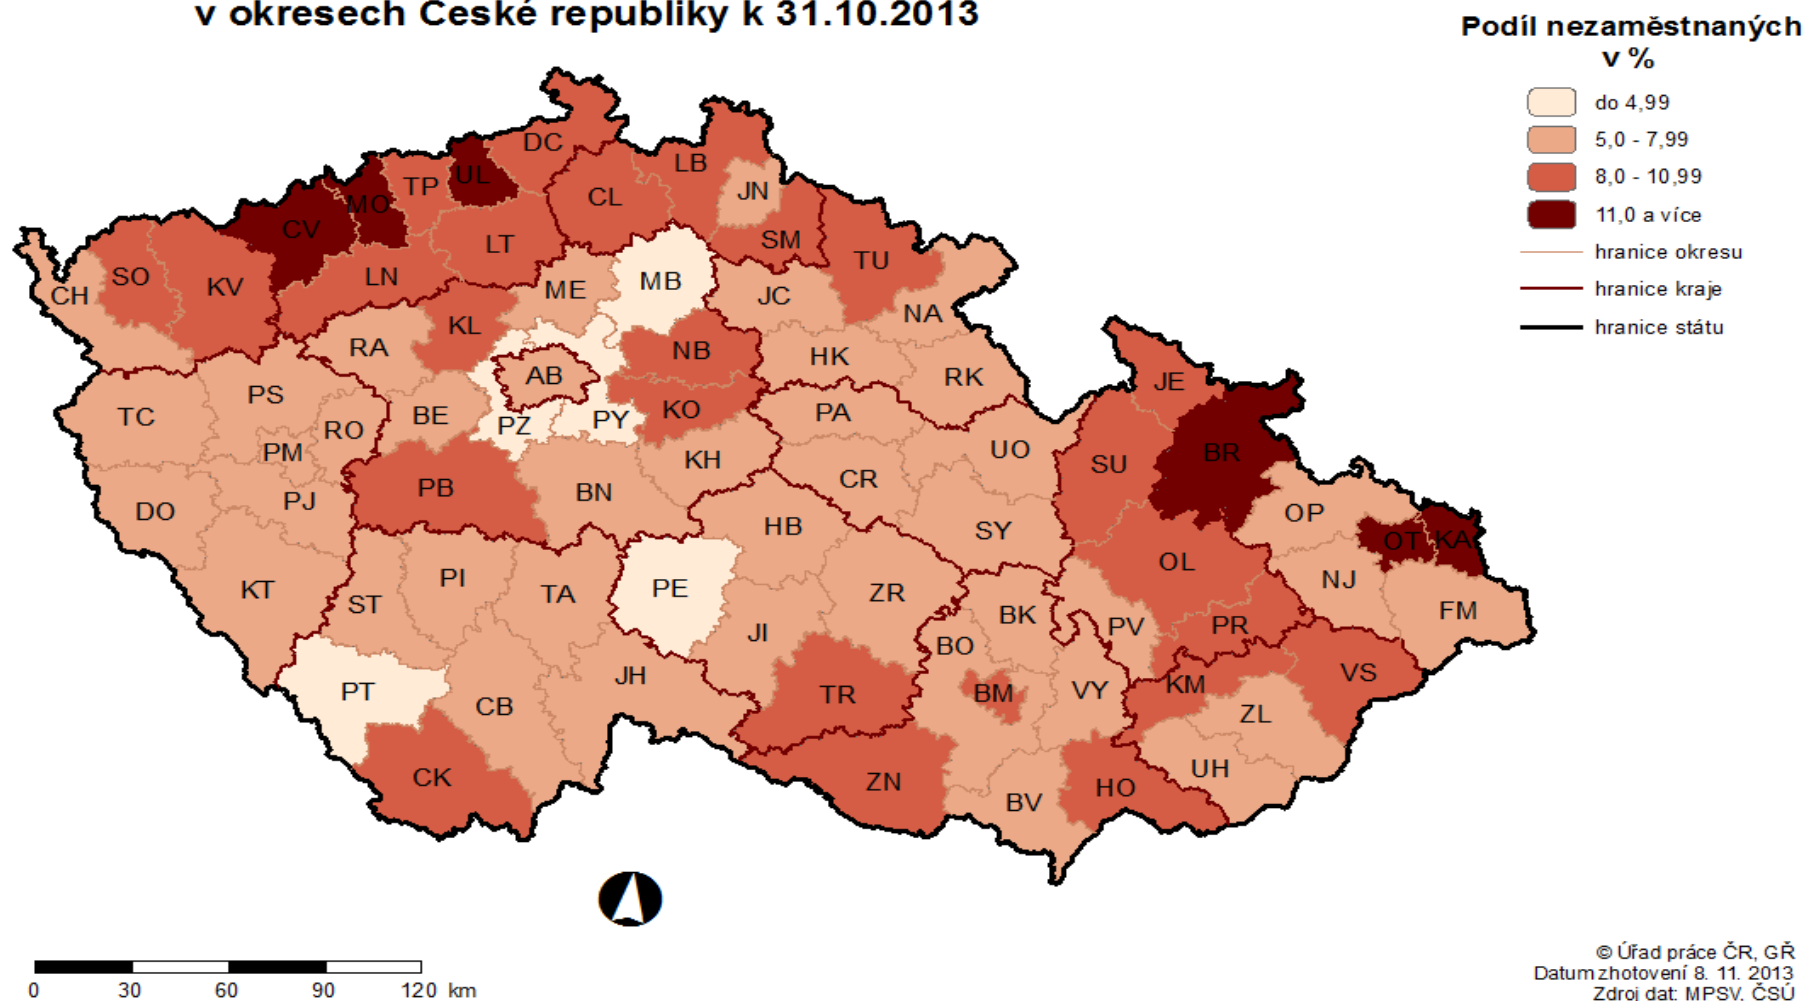 v okresech České republiky k 31.10.2013
Podíl nezaměstnaných
v %
do 4,99
5,0 - 7,99
8,0 - 10,99
11,0 a více
hranice okresu
hranice kraje
hranice státu
DC
LB
UL
TP
JN
CL
MO
CV
LT
SM
TU
SO
KV
LN
CH
ME
MB
JC
NA
KL
RA
NB
HK
AB
RK
JE
PS
TC
BE
RO
PZ
PY
KO
PA
PM
UO
BR
SU
KH
CR
PB
BN
PJ
DO
HB
SY
OP
OT
KA
OL
NJ
KT
PI
TA
PE
ZR
ST
FM
BK
PV
PR
JI
BO
VS
JH
PT
TR
BM
VY
KM
CB
ZL
CK
ZN
UH
HO
BV
0 30 60 90 120 km
© Úřad práce ČR, GŘ
Datum zhotovení 8. 11. 2013
Zdroj dat: MPSV, ČSÚ